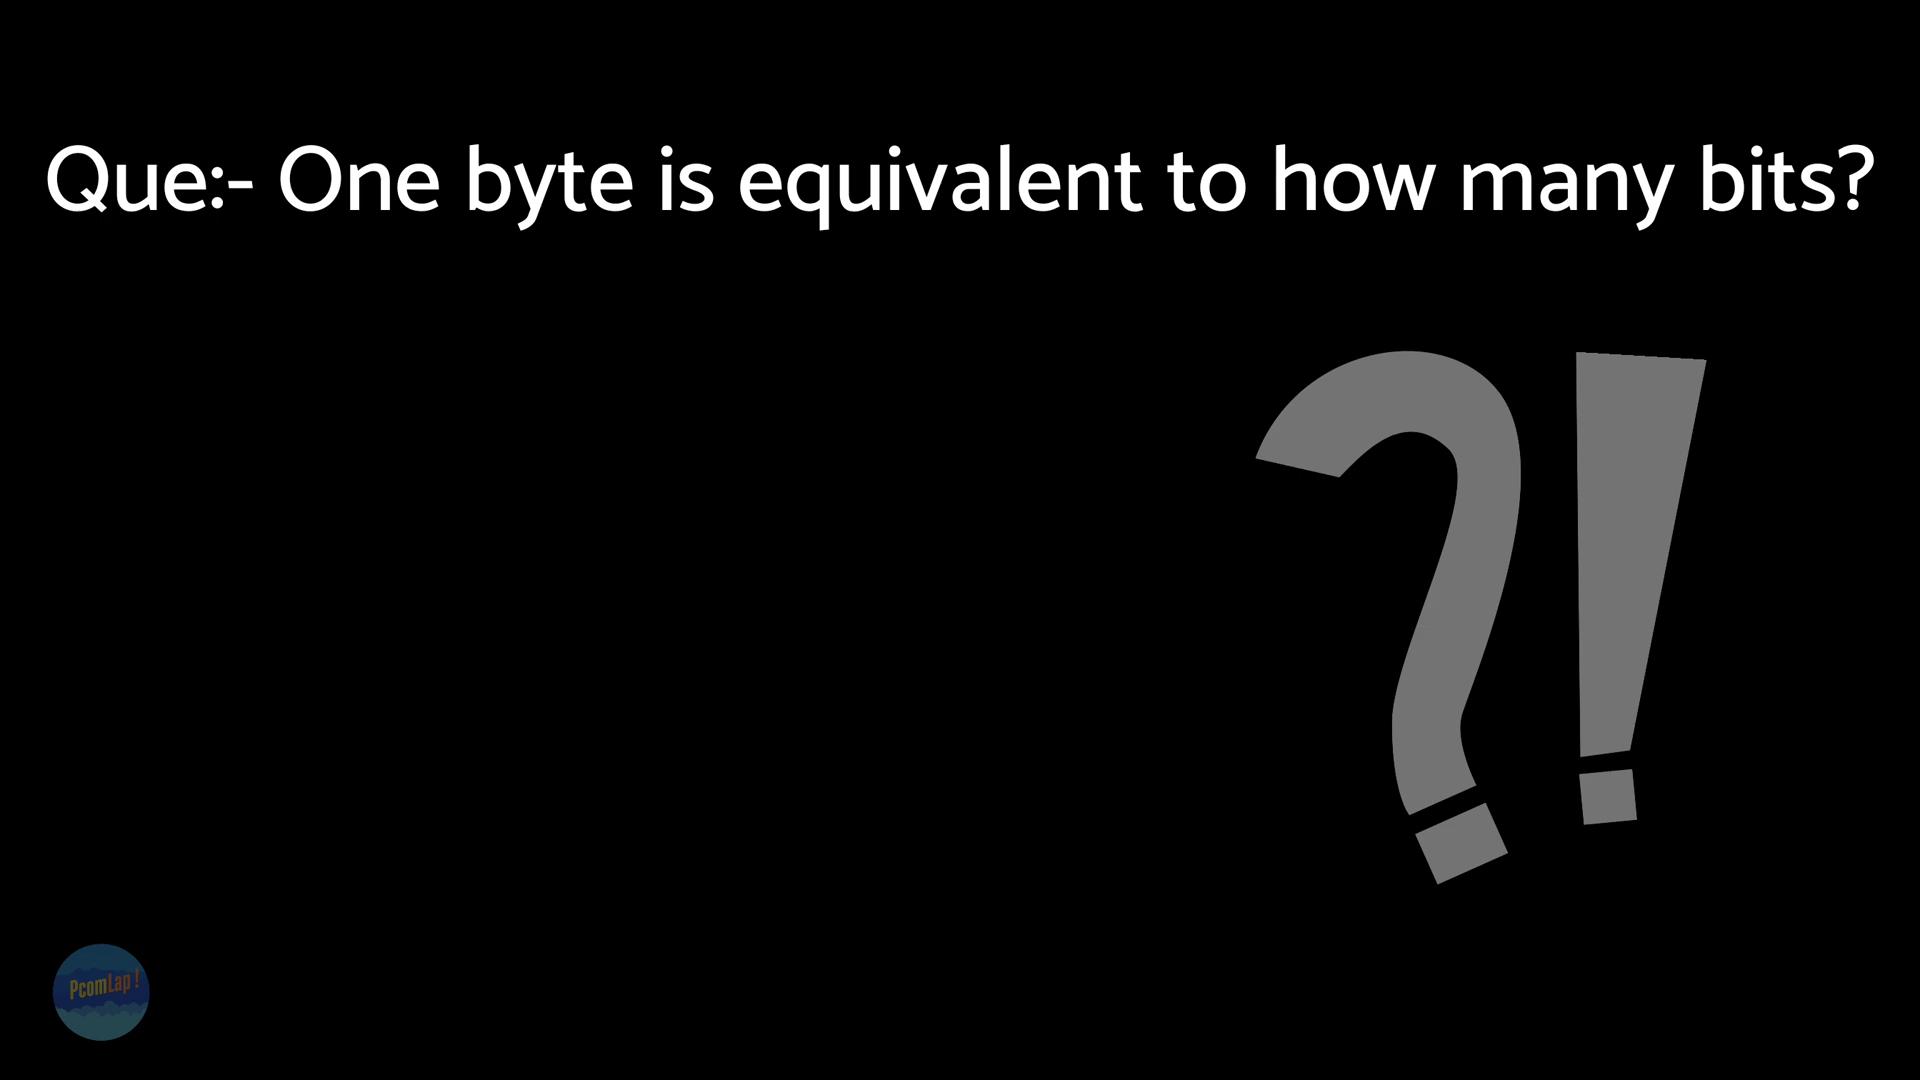 Que:- One byte is equivalent to how many bits?
?!
PcomLap !